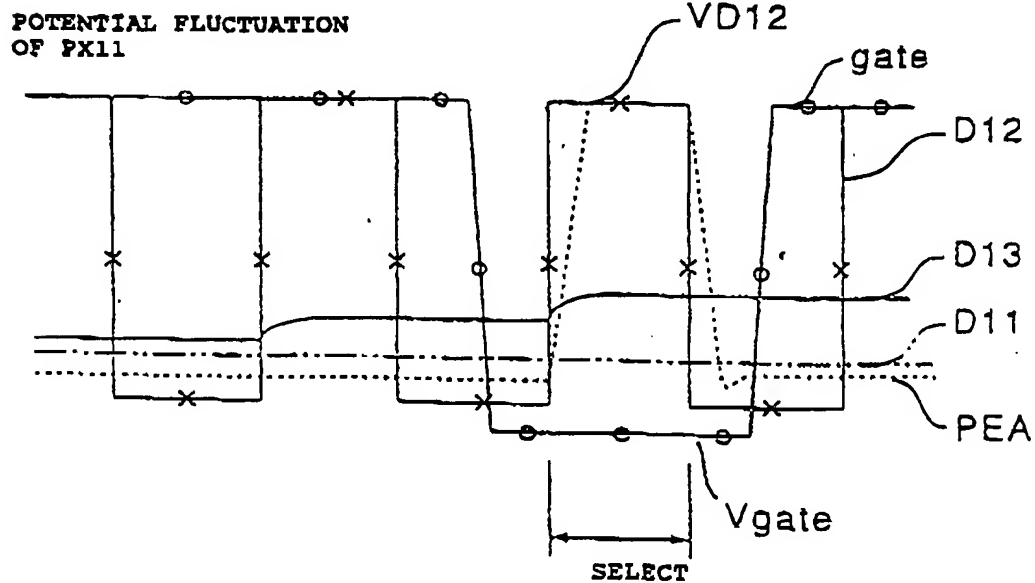 POTENTIAL FLUCTUATION
OF PX11
VD12
gate
D12
D13
D11
PEA
Vgate
SELECT